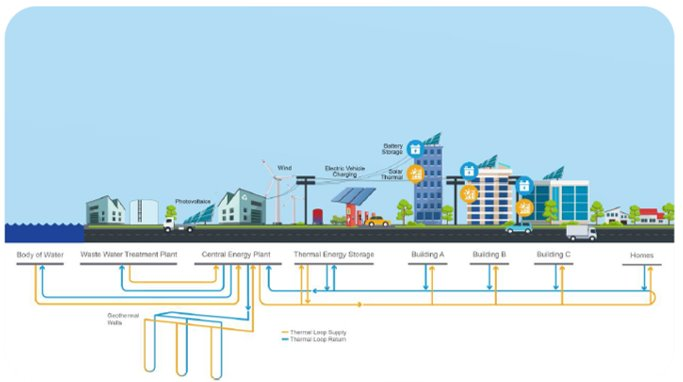 Battery
Storage
Wind
Electric Vehicle
Charging
Solar
Thermal
Photovoltaics
Body of Water
Waste Water Treatment Plant
Central Energy Plant
Thermal Energy Storage
Building A
Building B
Building C
Homes
Geothermal
Wells
Thermal Loop Supply
Thermal Loop Return